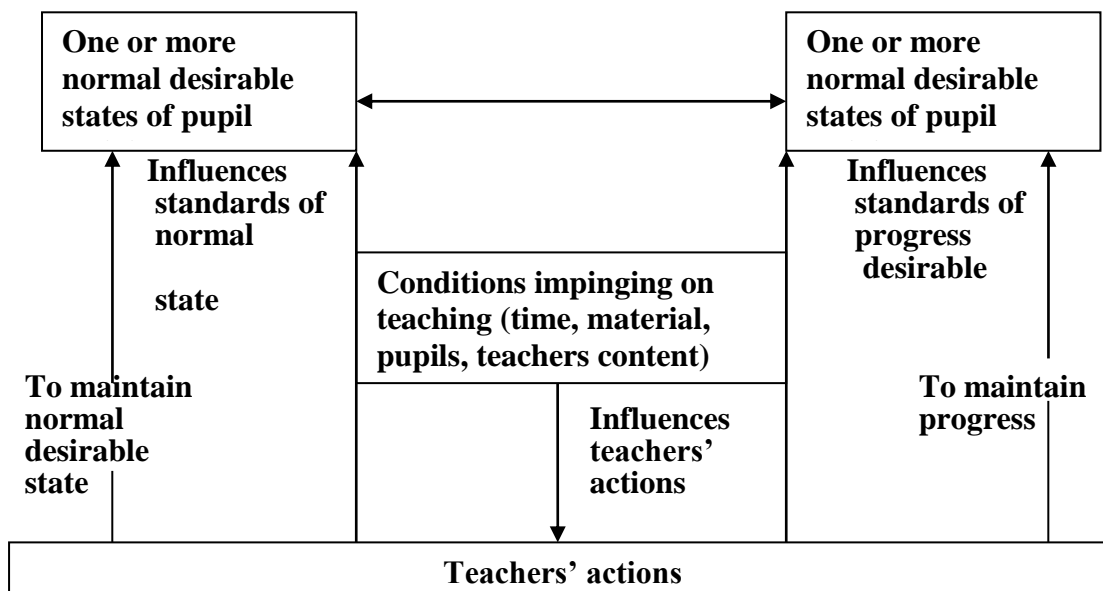 One or more
normal desirable
states of pupil
One or more
normal desirable
states of pupil
Influences
standards of
normal
state
Influences
standards of
progress
desirable
Conditions impinging on
teaching (time, material,
pupils, teachers content)
To maintain
normal
desirable
state
Influences
teachers’
actions
To maintain
progress
Teachers’ actions